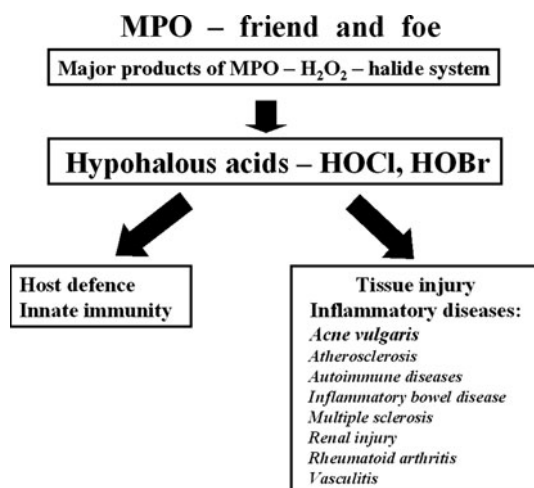 MPO – friend and foe
Major products of MPO – H₂O₂ – halide system
Hypohalous acids – HOCl, HOBr
Host defence
Innate immunity
Tissue injury
Inflammatory diseases:
Acne vulgaris
Atherosclerosis
Autoimmune diseases
Inflammatory bowel disease
Multiple sclerosis
Renal injury
Rheumatoid arthritis
Vasculitis